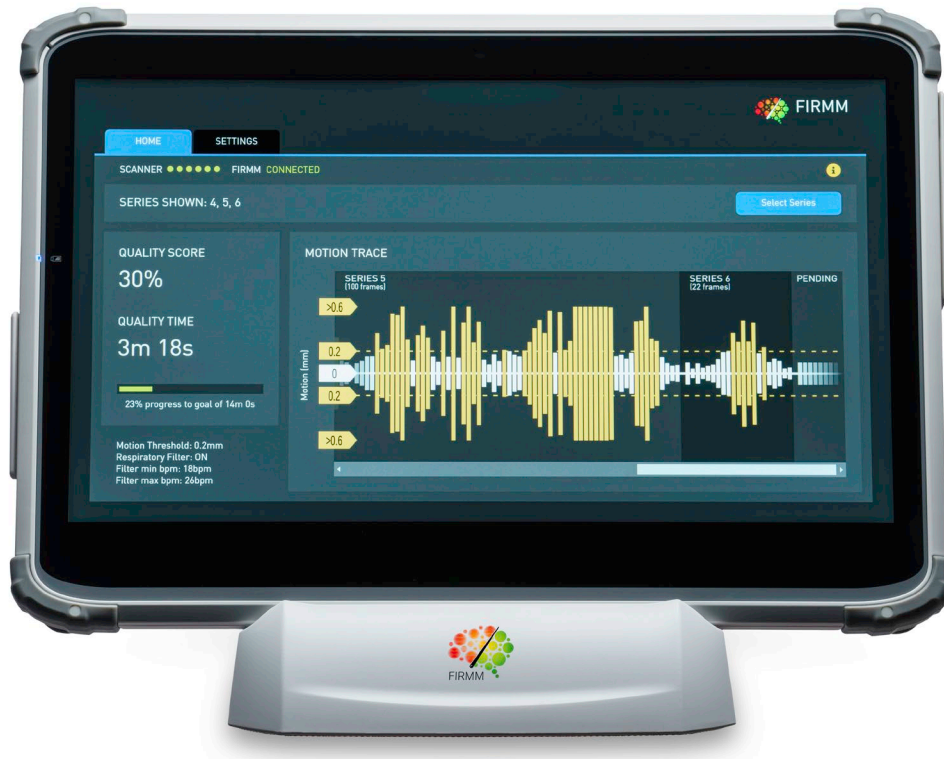 FIRMM
HOME
SETTINGS
SCANNER
FIRMM CONNECTED
i
SERIES SHOWN: 4, 5, 6
Select Series
QUALITY SCORE
30%
QUALITY TIME
3m 18s
23% progress to goal of 14m 0s
Motion Threshold: 0.2mm
Respiratory Filter: ON
Filter min bpm: 18bpm
Filter max bpm: 26bpm
MOTION TRACE
SERIES 5
(100 frames)
SERIES 6
(22 frames)
PENDING
Motion (mm)
>0.6
0.2
0
0.2
>0.6
FIRMM